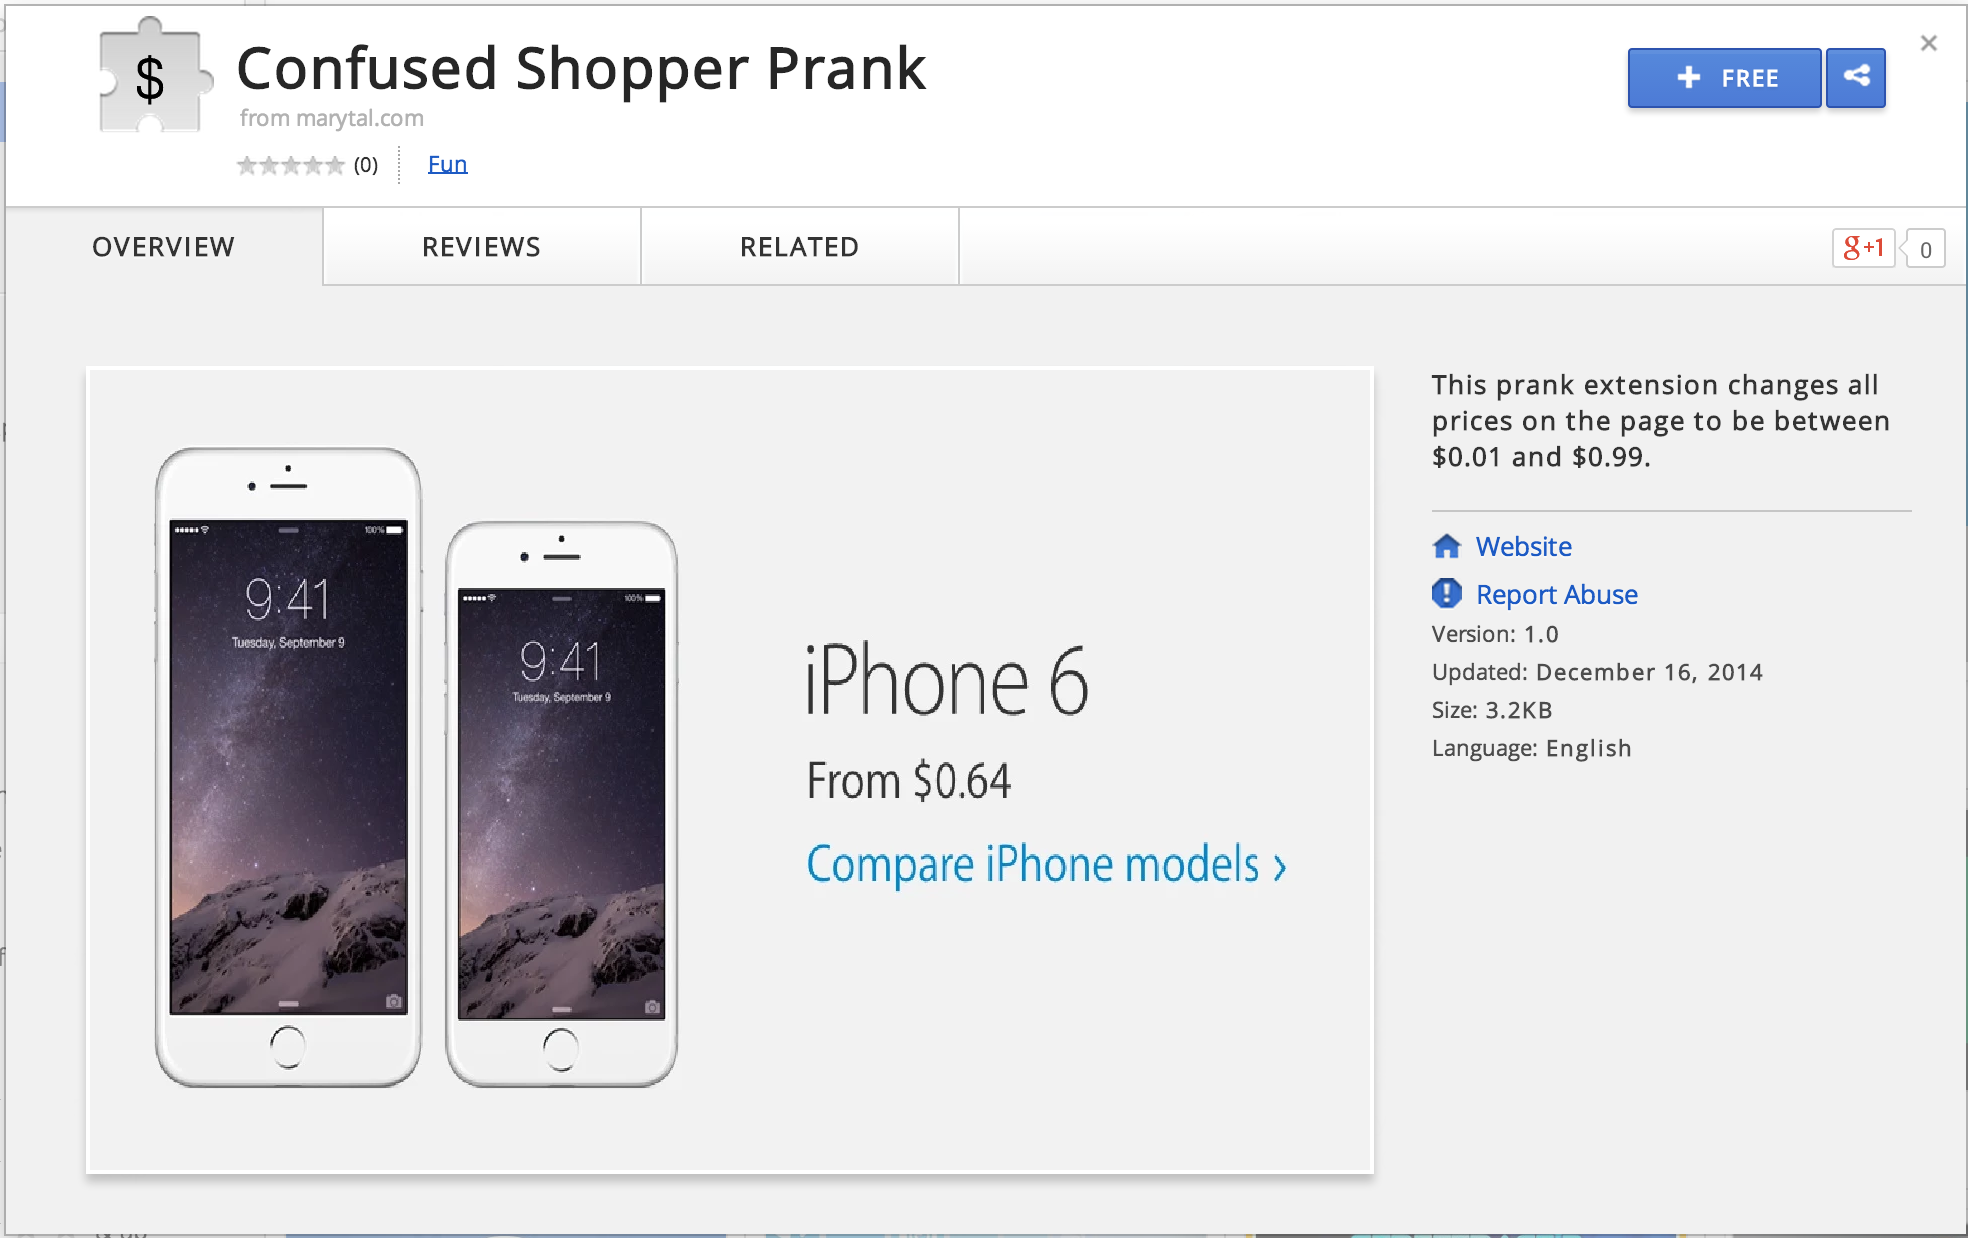 $
Confused Shopper Prank
from marytal.com
(0)
Fun
+ FREE
OVERVIEW
REVIEWS
RELATED
g+1
0
100%
9:41
Tuesday, September 9
100%
9:41
Tuesday, September 9
iPhone 6
From $0.64
Compare iPhone models ›
This prank extension changes all
prices on the page to be between
$0.01 and $0.99.
Website
Report Abuse
Version: 1.0
Updated: December 16, 2014
Size: 3.2KB
Language: English